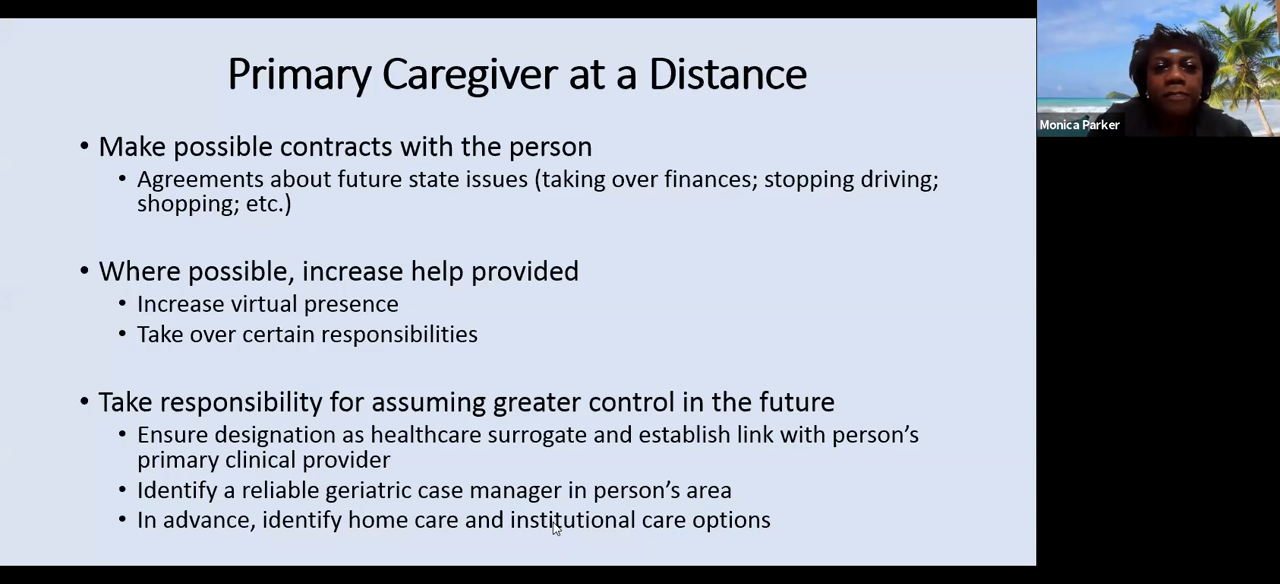 Primary Caregiver at a Distance
• Make possible contracts with the person
• Agreements about future state issues (taking over finances; stopping driving;
shopping; etc.)
• Where possible, increase help provided
• Increase virtual presence
• Take over certain responsibilities
• Take responsibility for assuming greater control in the future
• Ensure designation as healthcare surrogate and establish link with person's
primary clinical provider
• Identify a reliable geriatric case manager in person's area
• In advance, identify home care and institutional care options
Monica Parker